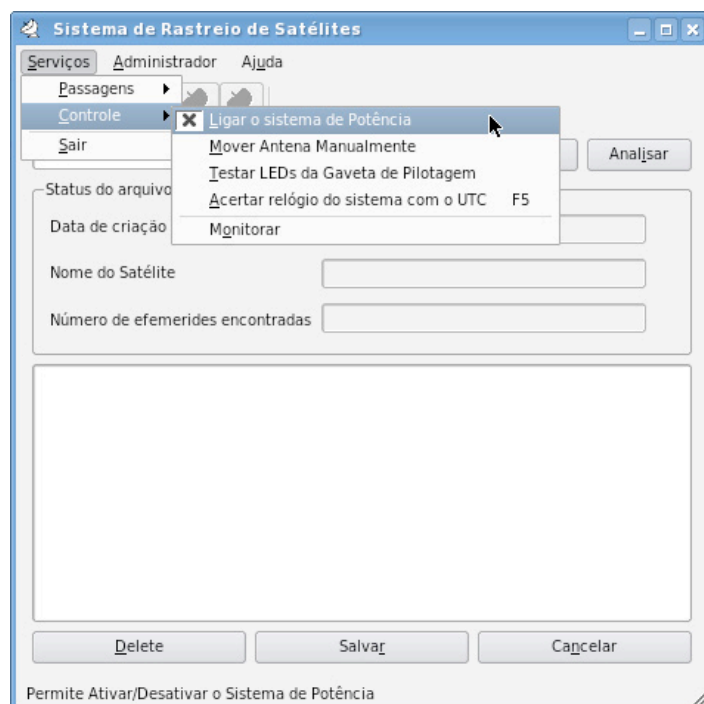 Sistema de Rastreio de Satélites
Serviços Administrador Ajuda
Passagens
Controle
Sair
Ligar o sistema de Potência
Mover Antena Manualmente
Testar LEDs da Gaveta de Pilotagem
Acertar relógio do sistema com o UTC F5
Monitorar
Analisar
Status do arquivo
Data de criação
Nome do Satélite
Número de efemerides encontradas
Delete Salvar Cancelar
Permite Ativar/Desativar o Sistema de Potência